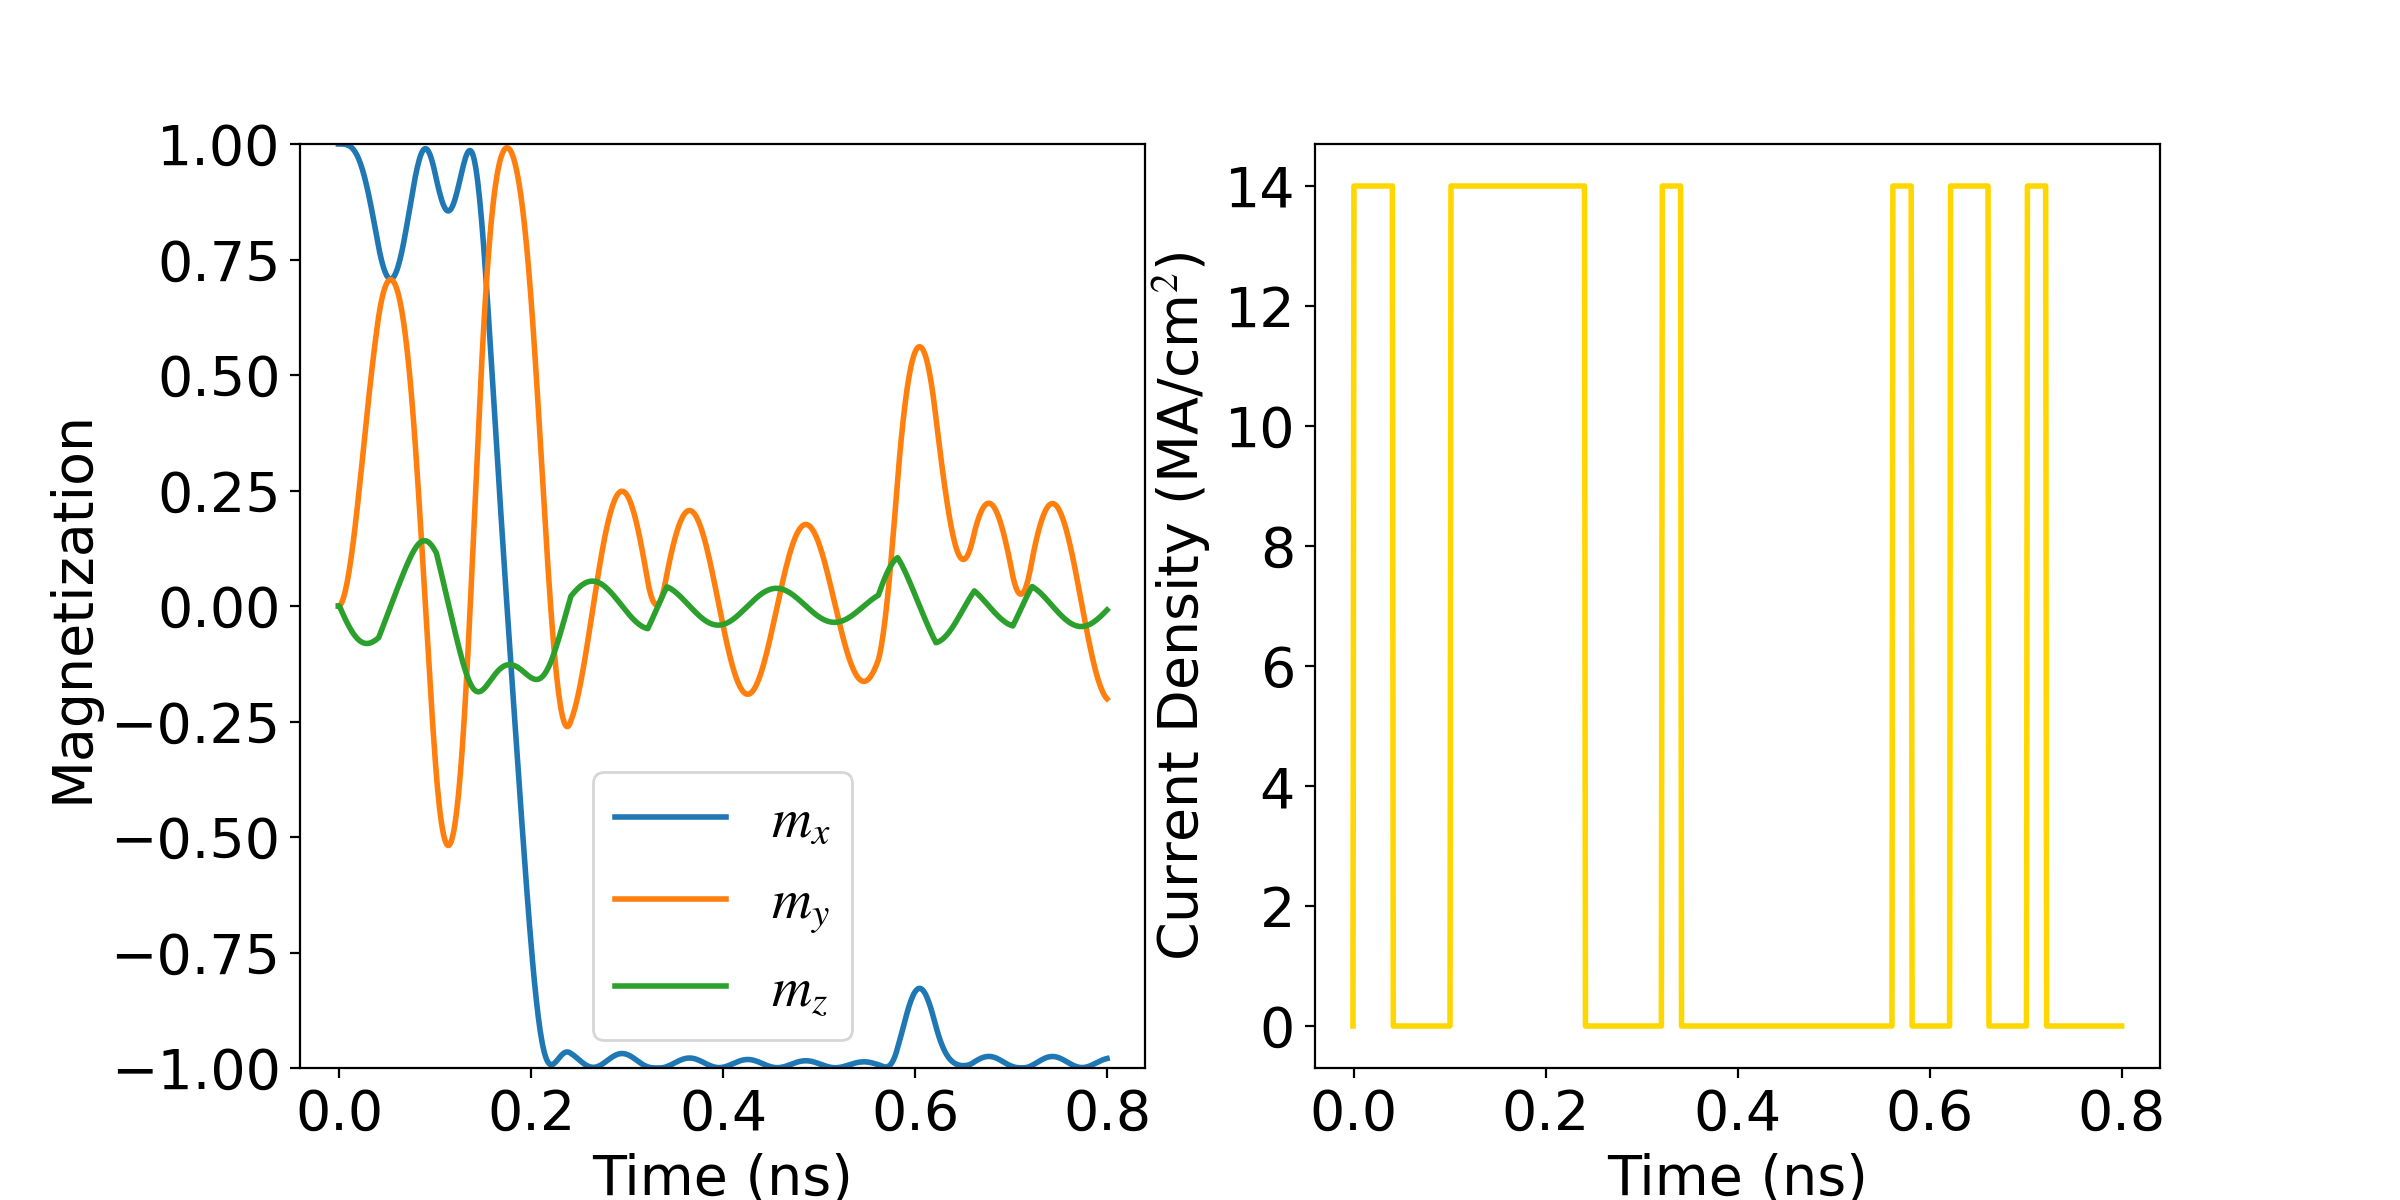 Magnetization
1.00
0.75
0.50
0.25
0.00
−0.25
−0.50
−0.75
−1.00
m_x
m_y
m_z
0.0 0.2 0.4 0.6 0.8
Time (ns)
Current Density (MA/cm²)
14
12
10
8
6
4
2
0
0.0 0.2 0.4 0.6 0.8
Time (ns)